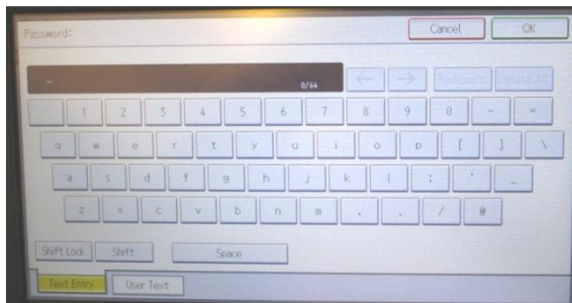 Password: Cancel OK
0/64 ← → Backspace Delete All
` 1 2 3 4 5 6 7 8 9 0 - =
q w e r t y u i o p [ ] \
a s d f g h j k l ; ' _
z x c v b n m , . / @
Shift Lock Shift Space
Text Entry User Text